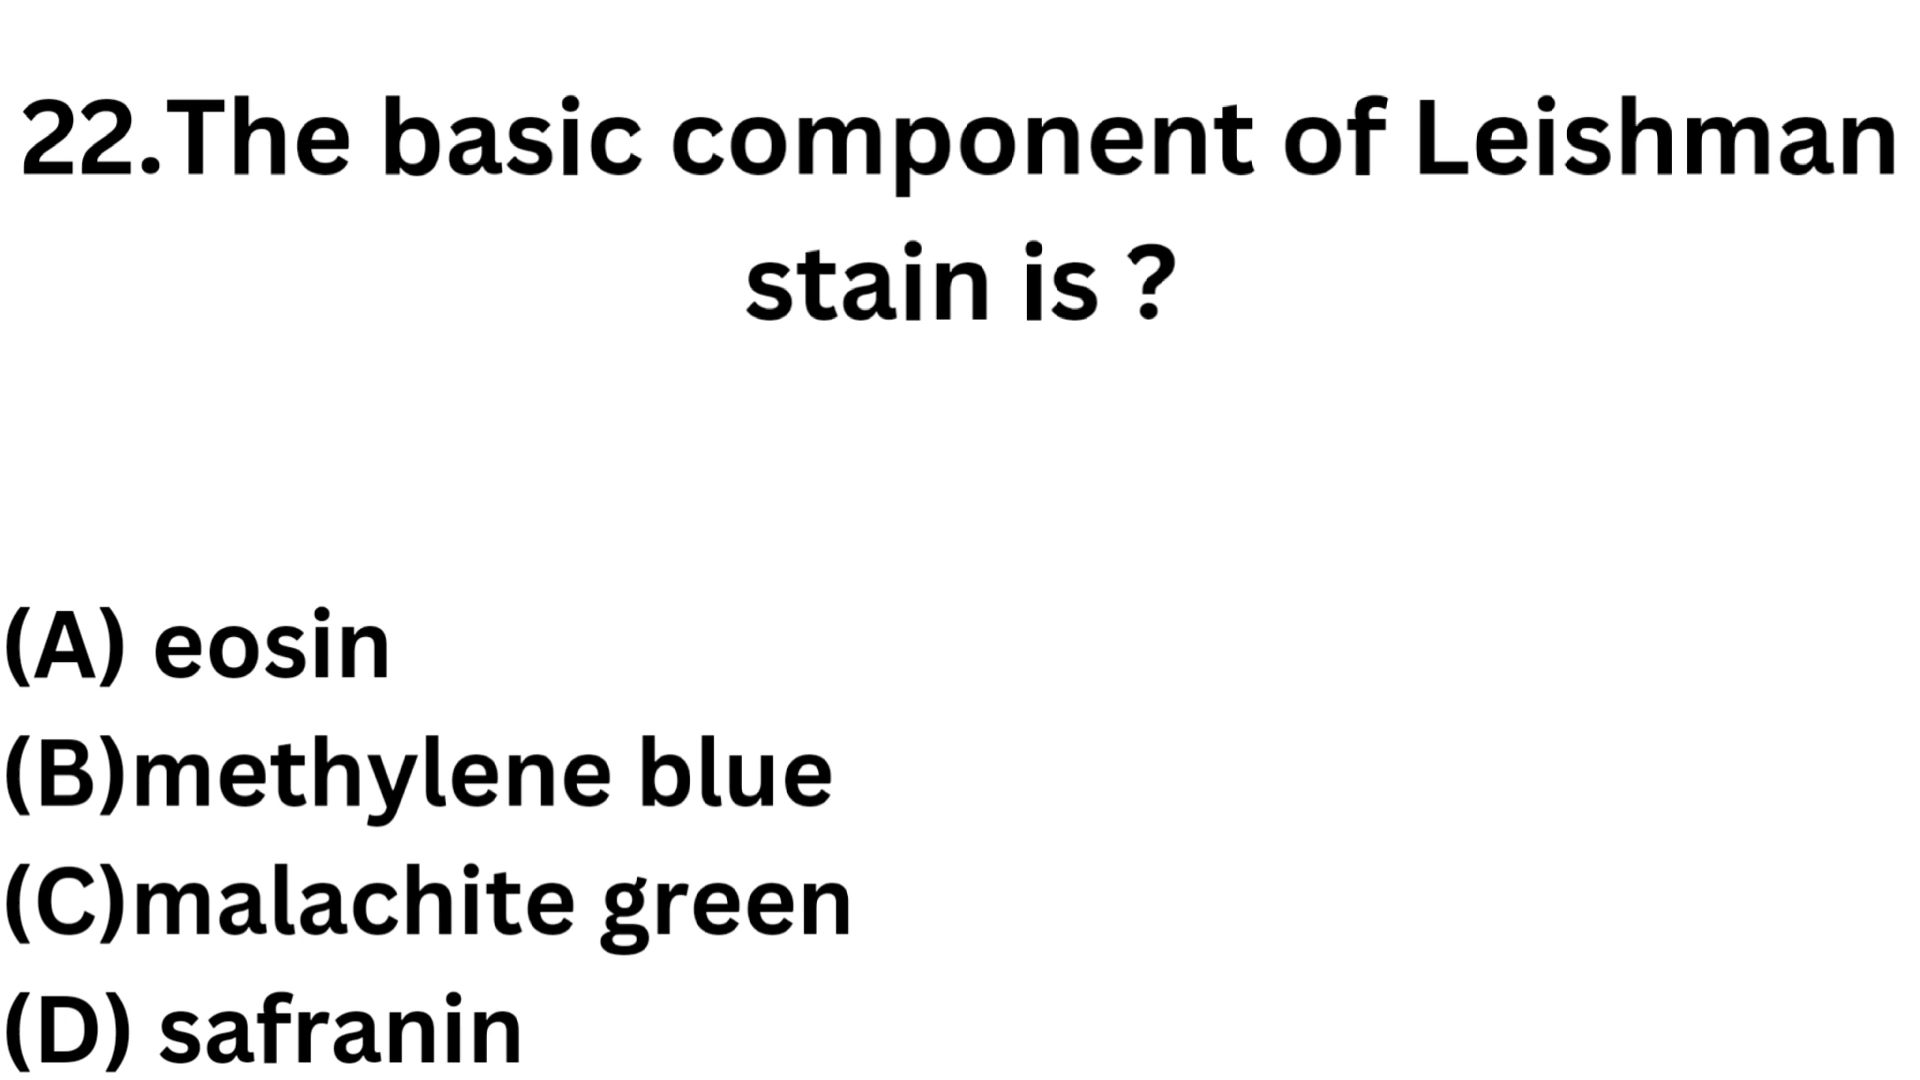 22.The basic component of Leishman
stain is ?
(A) eosin
(B)methylene blue
(C)malachite green
(D) safranin